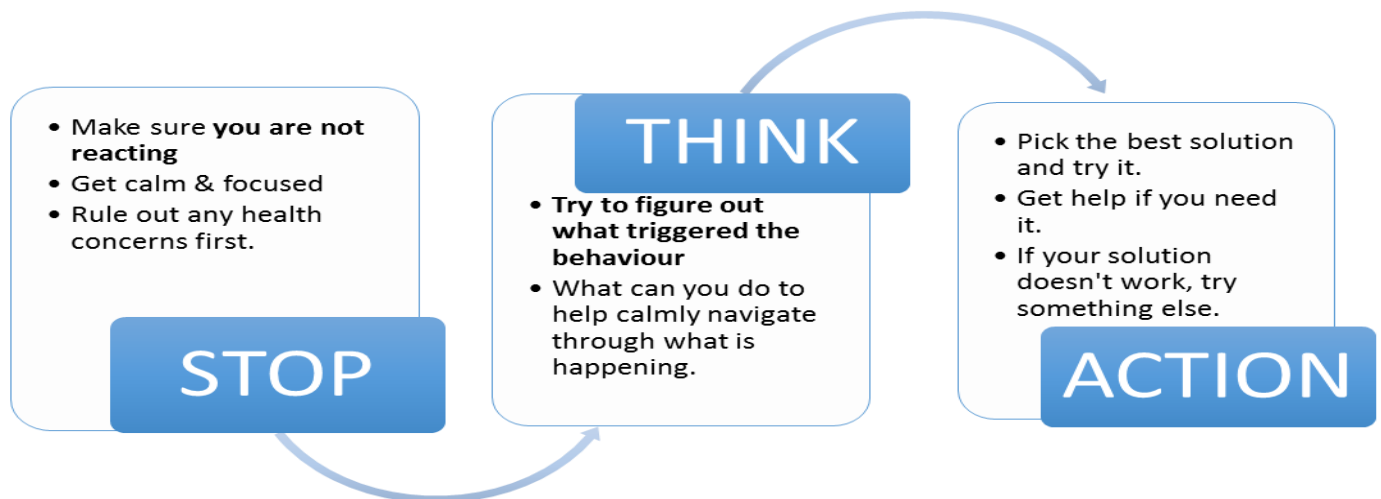 • Make sure you are not
reacting
• Get calm & focused
• Rule out any health
concerns first.
STOP
THINK
• Try to figure out
what triggered the
behaviour
• What can you do to
help calmly navigate
through what is
happening.
• Pick the best solution
and try it.
• Get help if you need
it.
• If your solution
doesn't work, try
something else.
ACTION